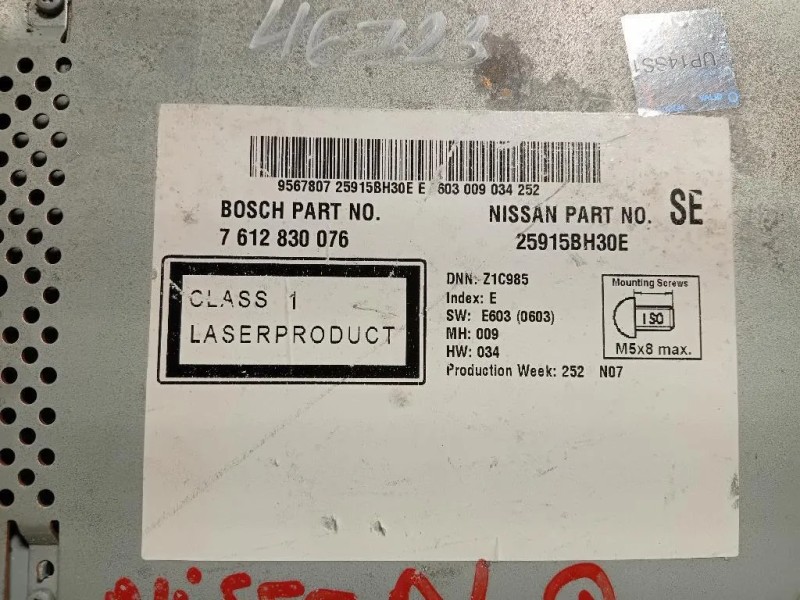 UP14SS1
9567807 25915BH30E E 603 009 034 252
BOSCH PART NO.
7 612 830 076
NISSAN PART NO. SE
25915BH30E
CLASS 1
LASERPRODUCT
DNN: Z1C985
Index: E
SW: E603 (0603)
MH: 009
HW: 034
Production Week: 252 N07
Mounting Screws
ISO
M5x8 max.